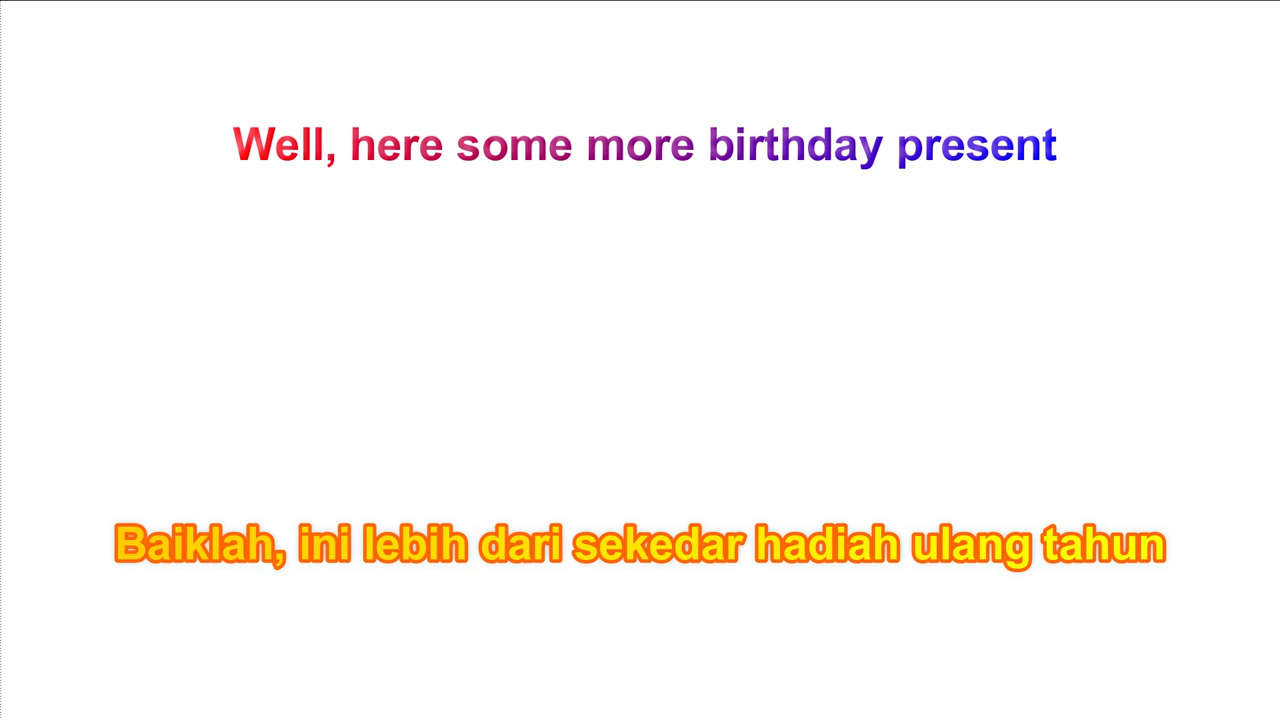 Well, here some more birthday present
Baiklah, ini lebih dari sekedar hadiah ulang tahun